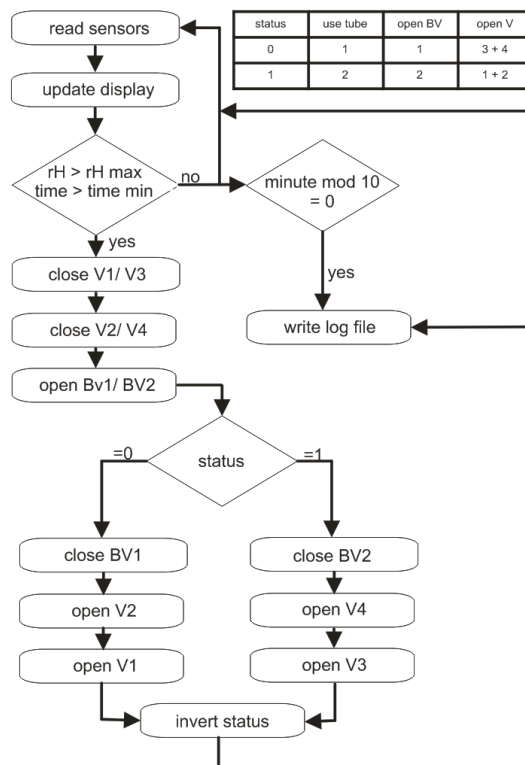 read sensors
update display
rH > rH max
time > time min
no
yes
close V1/ V3
close V2/ V4
open Bv1/ BV2
status use tube open BV open V
0 1 1 3 + 4
1 2 2 1 + 2
minute mod 10
= 0
yes
write log file
status
=0
=1
close BV1
open V2
open V1
close BV2
open V4
open V3
invert status